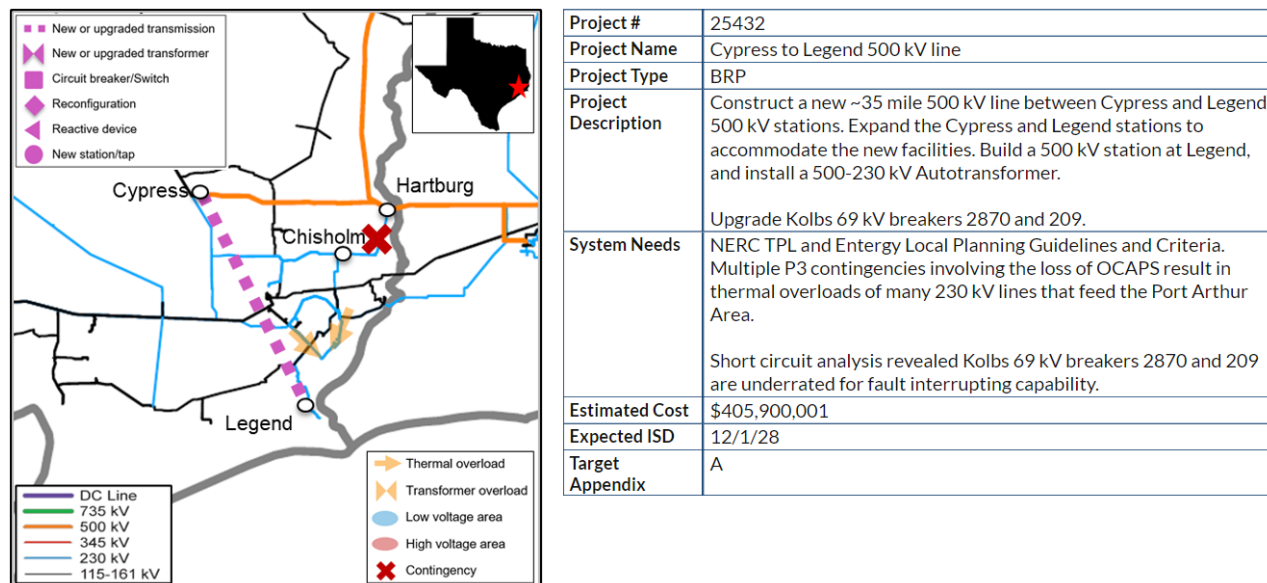 New or upgraded transmission
New or upgraded transformer
Circuit breaker/Switch
Reconfiguration
Reactive device
New station/tap
Cypress
Hartburg
Chisholm
Legend
DC Line
735 kV
500 kV
345 kV
230 kV
115-161 kV
Thermal overload
Transformer overload
Low voltage area
High voltage area
Contingency
Project # 25432
Project Name Cypress to Legend 500 kV line
Project Type BRP
Project Description Construct a new ~35 mile 500 kV line between Cypress and Legend
500 kV stations. Expand the Cypress and Legend stations to
accommodate the new facilities. Build a 500 kV station at Legend,
and install a 500-230 kV Autotransformer.
Upgrade Kolbs 69 kV breakers 2870 and 209.
System Needs NERC TPL and Entergy Local Planning Guidelines and Criteria.
Multiple P3 contingencies involving the loss of OCAPS result in
thermal overloads of many 230 kV lines that feed the Port Arthur
Area.
Short circuit analysis revealed Kolbs 69 kV breakers 2870 and 209
are underrated for fault interrupting capability.
Estimated Cost $405,900,001
Expected ISD 12/1/28
Target Appendix A